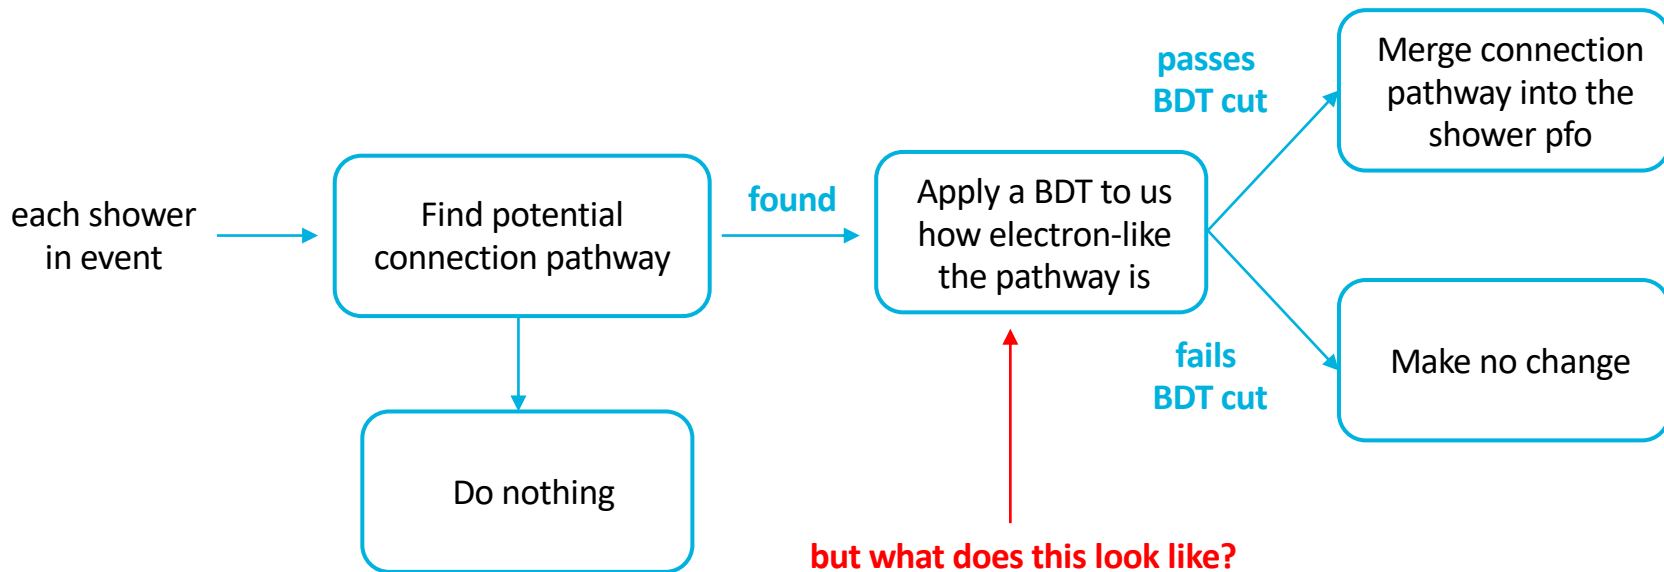 each shower
in event
Find potential
connection pathway
found
Do nothing
Apply a BDT to us
how electron-like
the pathway is
but what does this look like?
passes
BDT cut
Merge connection
pathway into the
shower pfo
fails
BDT cut
Make no change